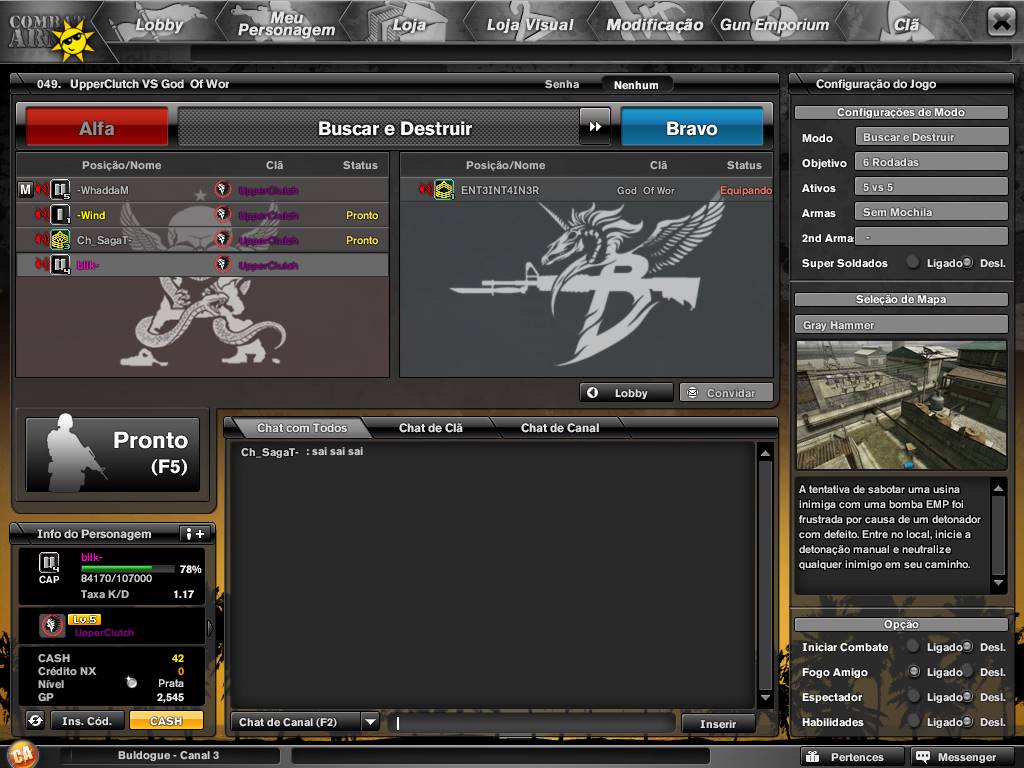 COMBAT ARMS
Lobby
Meu Personagem
Loja
Loja Visual
Modificação
Gun Emporium
Clã
049. UpperClutch VS God Of Wor
Senha
Nenhum
Alfa
Buscar e Destruir
Bravo
Posição/Nome Clã Status
M -WhaddaM UpperClutch
-Wind UpperClutch Pronto
Ch_SagaT- UpperClutch Pronto
bllk- UpperClutch
Posição/Nome Clã Status
ENT3INT4IN3R God Of Wor Equipando
Lobby
Convidar
Pronto
(F5)
Chat com Todos
Chat de Clã
Chat de Canal
Ch_SagaT- : sai sai sai
Chat de Canal (F2)
Inserir
Info do Personagem
bllk-
CAP
78%
84170/107000
Taxa K/D 1.17
Lv.5
UpperClutch
CASH 42
Crédito NX 0
Nível Prata
GP 2,545
Ins. Cód.
CASH
Configuração do Jogo
Configurações de Modo
Modo Buscar e Destruir
Objetivo 6 Rodadas
Ativos 5 vs 5
Armas Sem Mochila
2nd Arma -
Super Soldados Ligado Desl.
Seleção de Mapa
Gray Hammer
A tentativa de sabotar uma usina
inimiga com uma bomba EMP foi
frustrada por causa de um detonador
com defeito. Entre no local, inicie a
detonação manual e neutralize
qualquer inimigo em seu caminho.
Opção
Iniciar Combate Ligado Desl.
Fogo Amigo Ligado Desl.
Espectador Ligado Desl.
Habilidades Ligado Desl.
CA
Buldogue - Canal 3
Pertences
Messenger